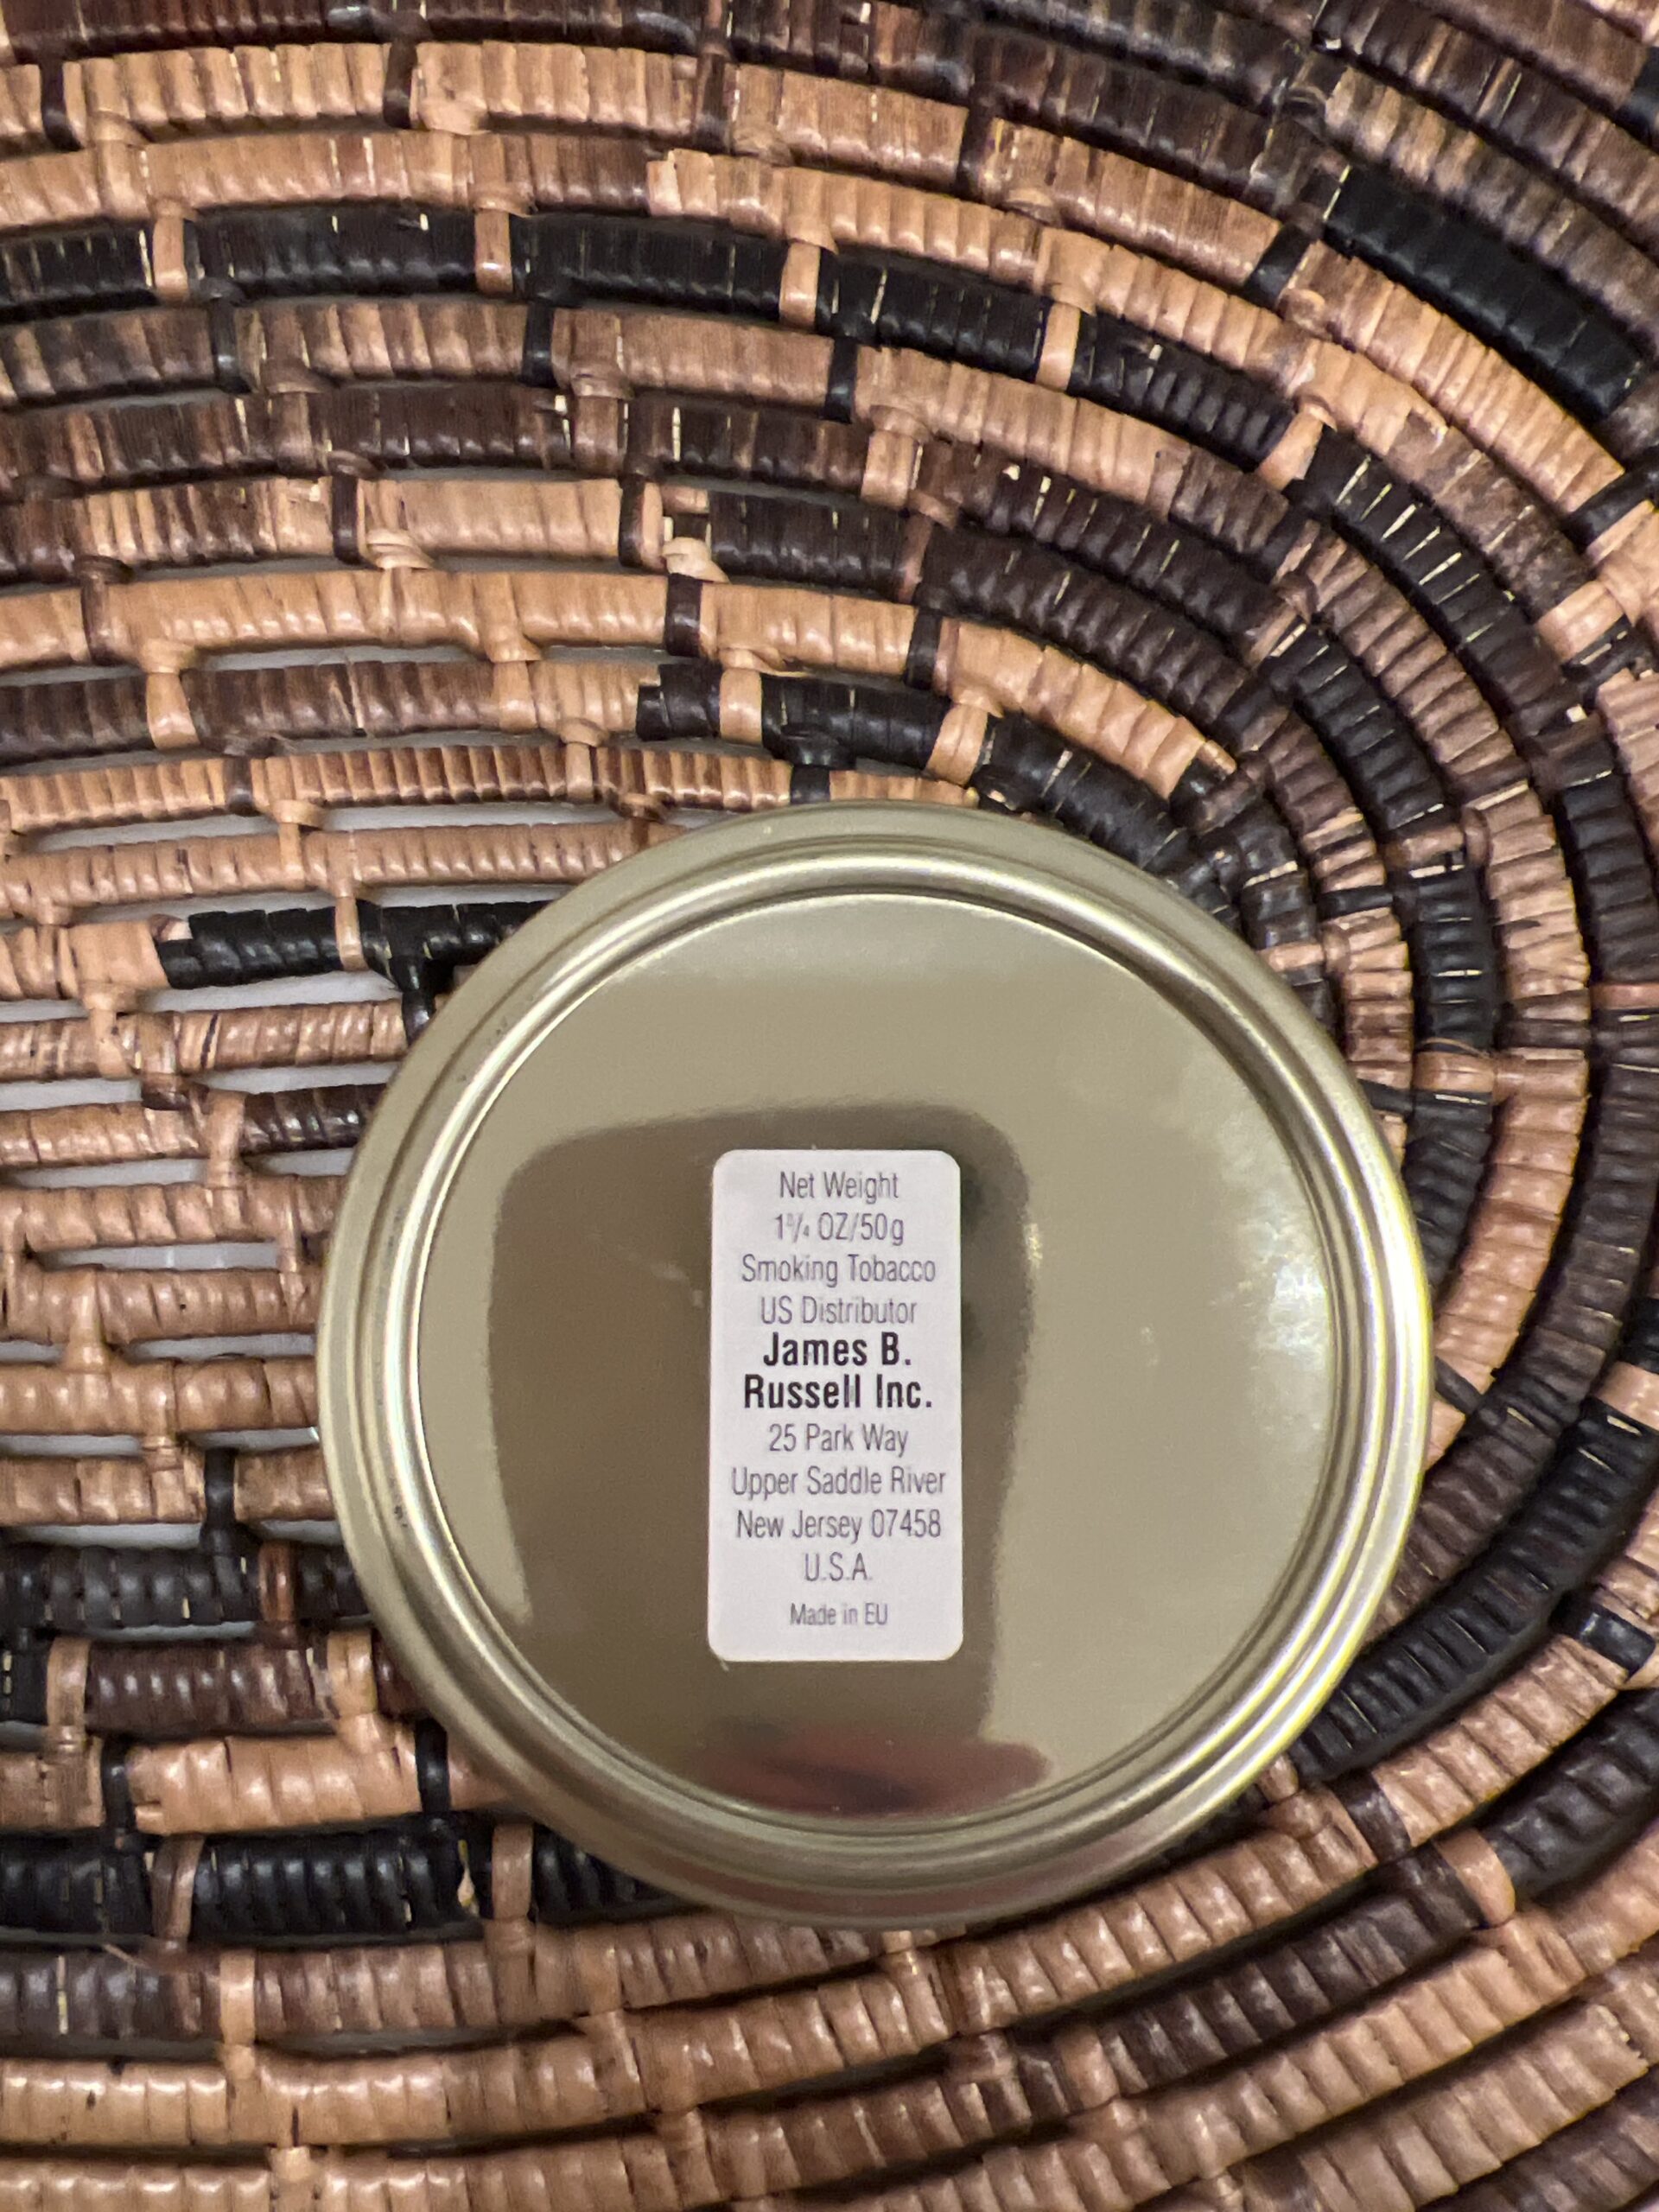 Net Weight
1¾ OZ/50g
Smoking Tobacco
US Distributor
James B.
Russell Inc.
25 Park Way
Upper Saddle River
New Jersey 07458
U.S.A.
Made in EU